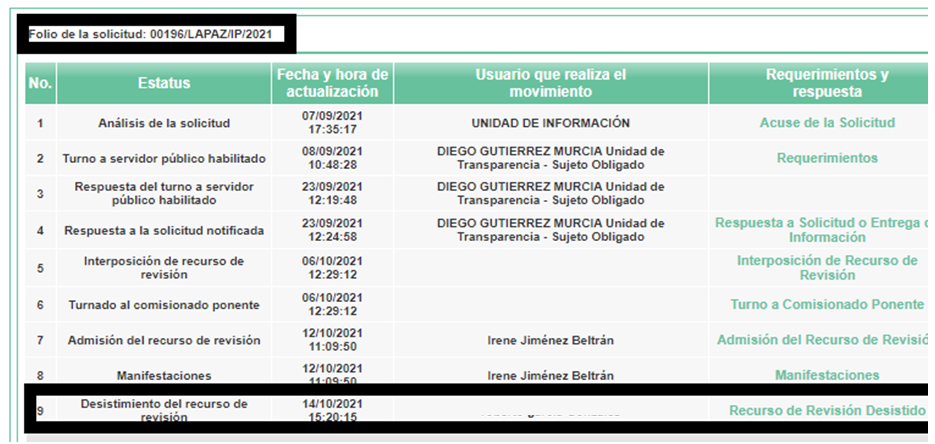 Folio de la solicitud: 00196/LAPAZ/IP/2021
No. Estatus Fecha y hora de actualización Usuario que realiza el movimiento Requerimientos y respuesta
1 Análisis de la solicitud 07/09/2021 17:35:17 UNIDAD DE INFORMACIÓN Acuse de la Solicitud
2 Turno a servidor público habilitado 08/09/2021 10:48:28 DIEGO GUTIERREZ MURCIA Unidad de Transparencia - Sujeto Obligado Requerimientos
3 Respuesta del turno a servidor público habilitado 23/09/2021 12:19:48 DIEGO GUTIERREZ MURCIA Unidad de Transparencia - Sujeto Obligado
4 Respuesta a la solicitud notificada 23/09/2021 12:24:58 DIEGO GUTIERREZ MURCIA Unidad de Transparencia - Sujeto Obligado Respuesta a Solicitud o Entrega Información
5 Interposición de recurso de revisión 06/10/2021 12:29:12 Interposición de Recurso de Revisión
6 Turnado al comisionado ponente 06/10/2021 12:29:12 Turno a Comisionado Ponente
7 Admisión del recurso de revisión 12/10/2021 11:09:50 Irene Jiménez Beltrán Admisión del Recurso de Revisió
8 Manifestaciones 12/10/2021 11:09:50 Irene Jiménez Beltrán Manifestaciones
9 Desistimiento del recurso de revisión 14/10/2021 15:20:15 Recurso de Revisión Desistido